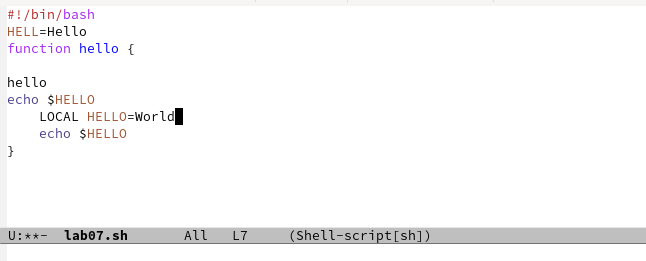 #!/bin/bash
HELL=Hello
function hello {
hello
echo $HELLO
LOCAL HELLO=World
echo $HELLO
}
U:**- lab07.sh All L7 (Shell-script[sh])